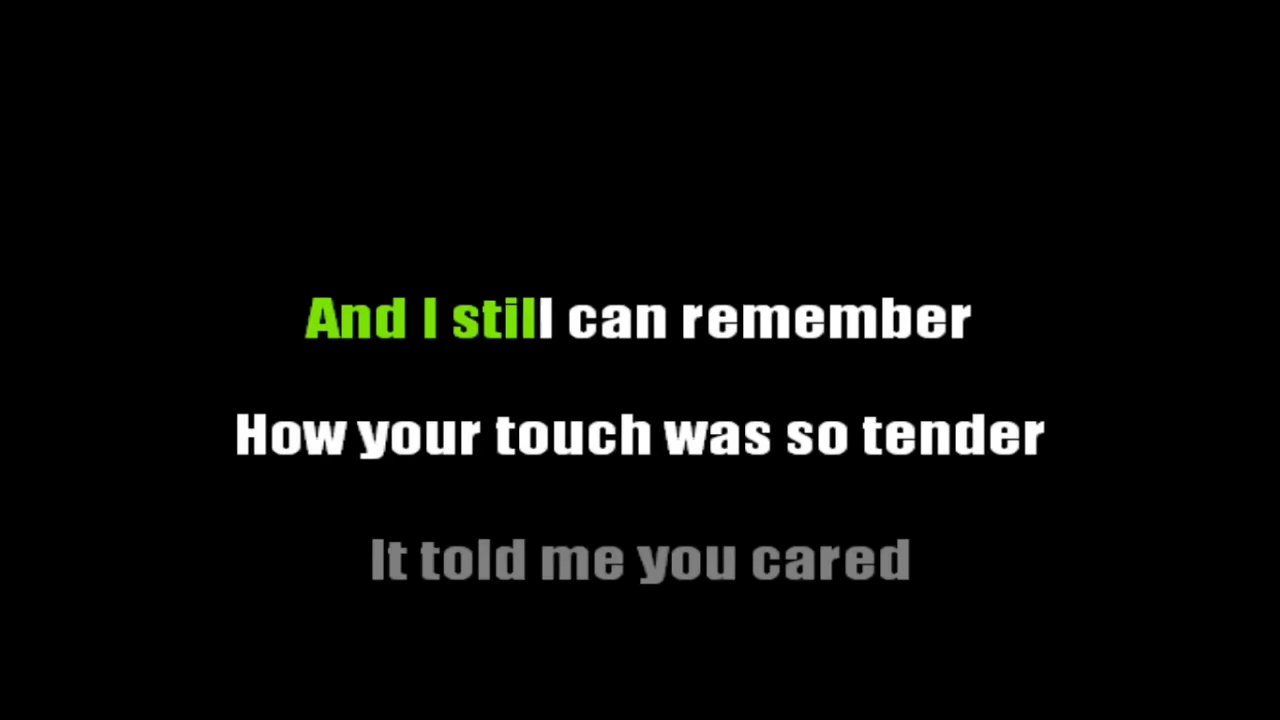 And I still can remember
How your touch was so tender
It told me you cared